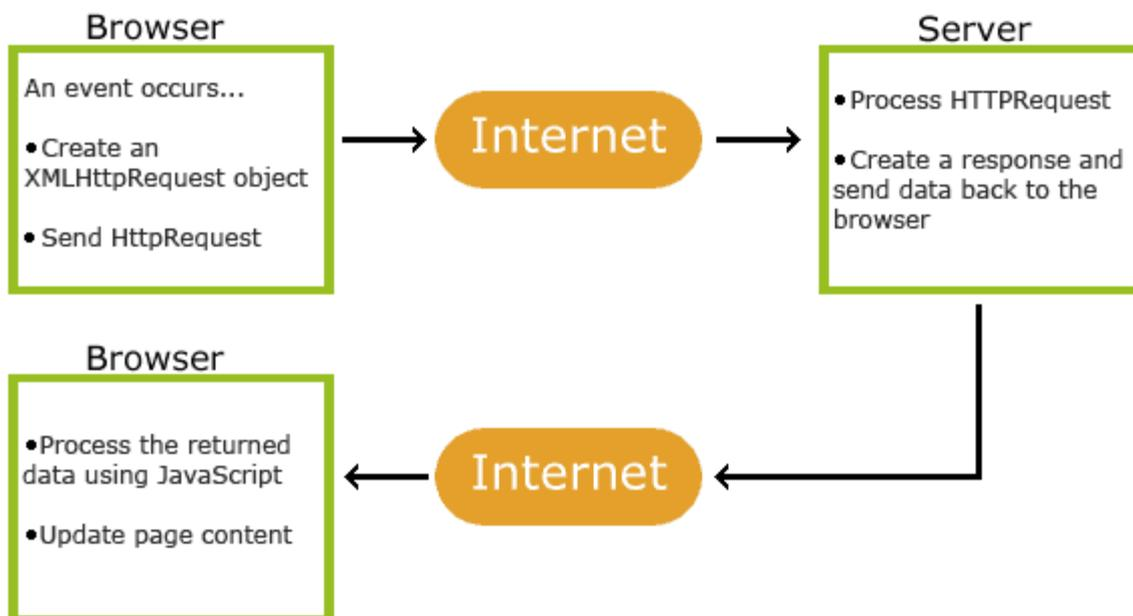 Browser
An event occurs...
•Create an
XMLHttpRequest object
• Send HttpRequest
Internet
Server
•Process HTTPRequest
•Create a response and
send data back to the
browser
Browser
•Process the returned
data using JavaScript
•Update page content
Internet